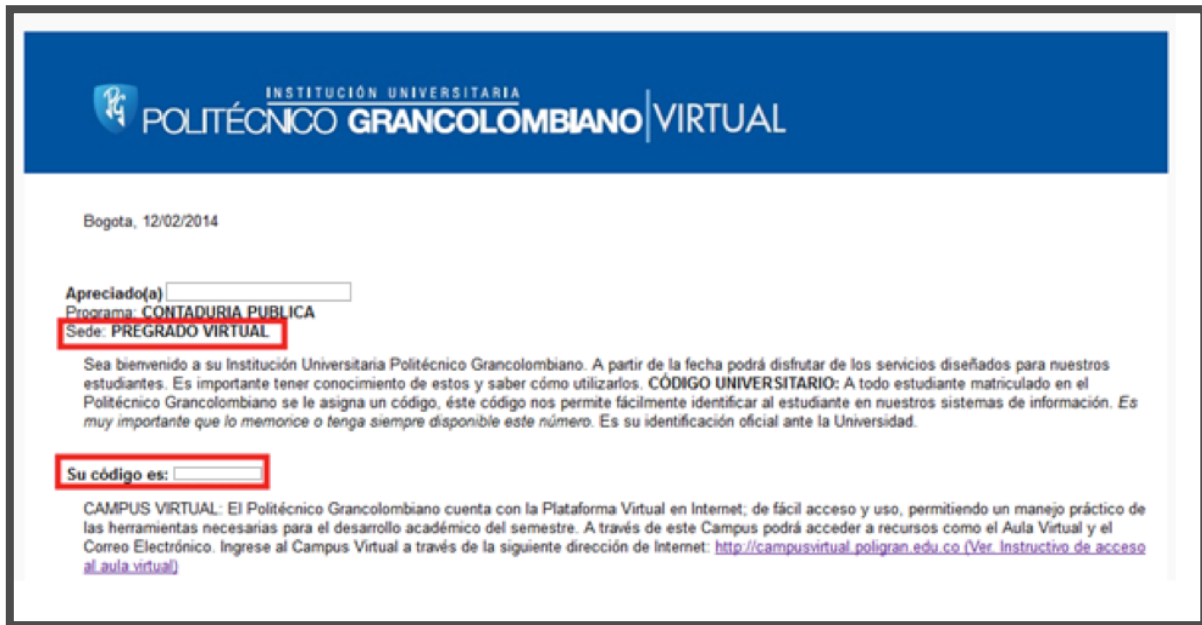 INSTITUCIÓN UNIVERSITARIA
POLITÉCNICO GRANCOLOMBIANO VIRTUAL
Bogota, 12/02/2014
Apreciado(a)
Programa: CONTADURIA PUBLICA
Sede: PREGRADO VIRTUAL
Sea bienvenido a su Institución Universitaria Politécnico Grancolombiano. A partir de la fecha podrá disfrutar de los servicios diseñados para nuestros
estudiantes. Es importante tener conocimiento de estos y saber cómo utilizarlos. CÓDIGO UNIVERSITARIO: A todo estudiante matriculado en el
Politécnico Grancolombiano se le asigna un código, éste código nos permite fácilmente identificar al estudiante en nuestros sistemas de información. Es
muy importante que lo memorice o tenga siempre disponible este número. Es su identificación oficial ante la Universidad.
Su código es:
CAMPUS VIRTUAL: El Politécnico Grancolombiano cuenta con la Plataforma Virtual en Internet; de fácil acceso y uso, permitiendo un manejo práctico de
las herramientas necesarias para el desarrollo académico del semestre. A través de este Campus podrá acceder a recursos como el Aula Virtual y el
Correo Electrónico. Ingrese al Campus Virtual a través de la siguiente dirección de Internet: http://campusvirtual.poligran.edu.co (Ver. Instructivo de acceso
al aula virtual)